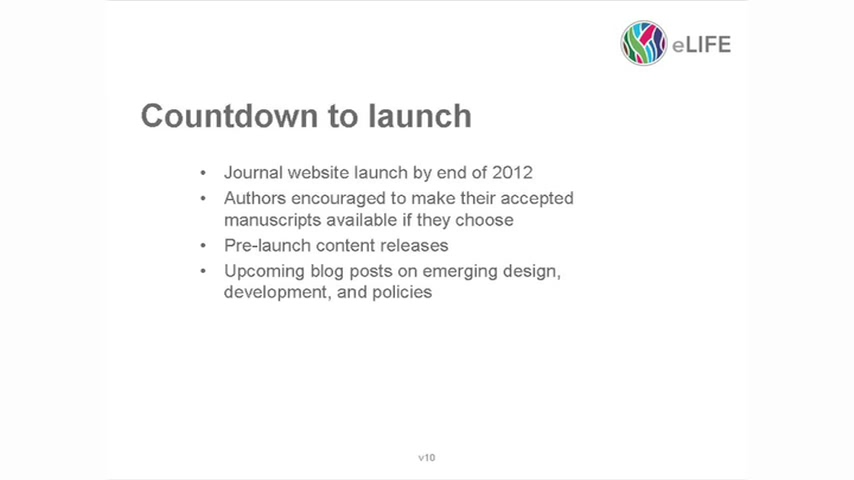 eLIFE
Countdown to launch
• Journal website launch by end of 2012
• Authors encouraged to make their accepted
manuscripts available if they choose
• Pre-launch content releases
• Upcoming blog posts on emerging design,
development, and policies
v10